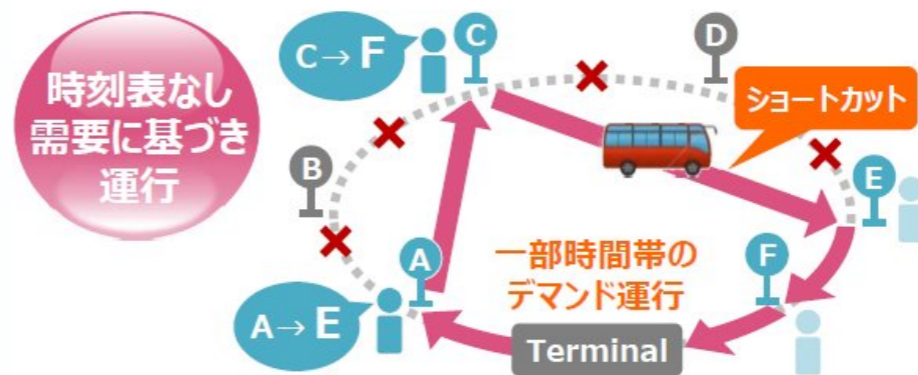 時刻表なし
需要に基づき
運行
C→F
C
D
ショートカット
B
E
A
一部時間帯の
デマンド運行
F
A→E
Terminal